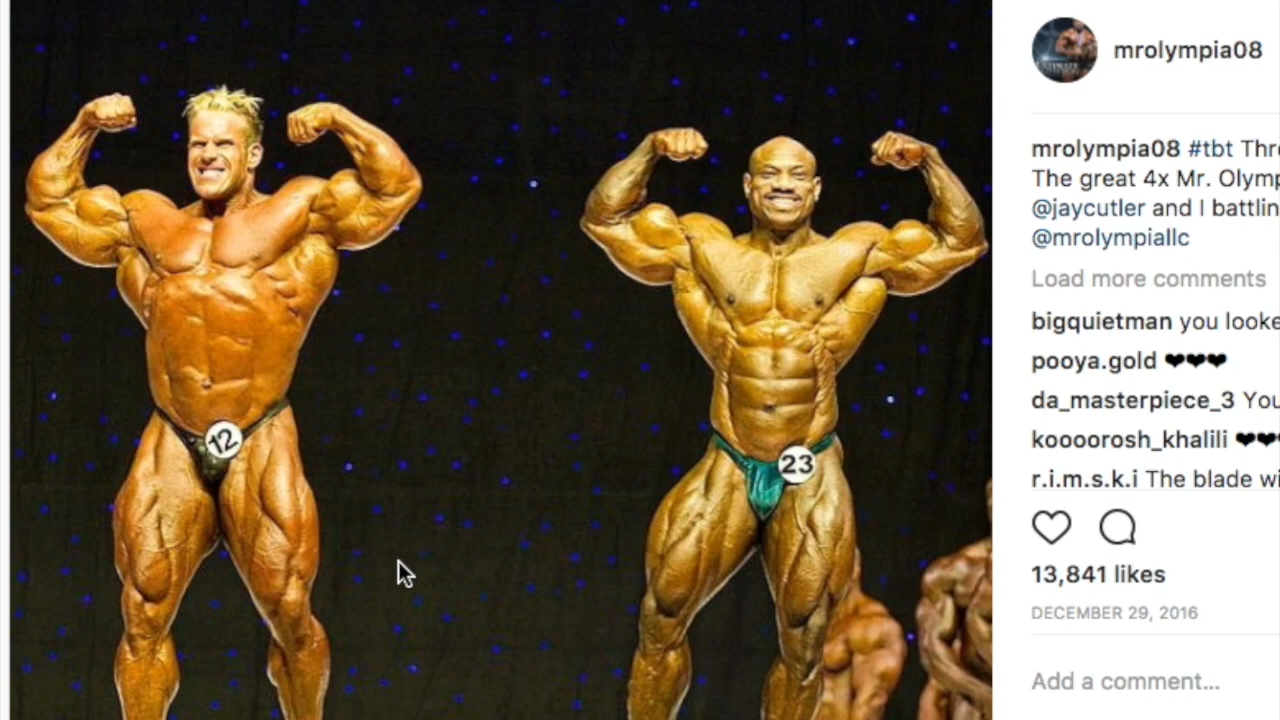 12
23
mrolympia08
mrolympia08 #tbt
The great 4x Mr.
@jaycutler and I
@mrolympiallc
Load more comments
bigquietman you
pooya.gold ❤❤❤
da_masterpiece_3
koooorosh_khalili ❤❤
r.i.m.s.k.i The blade
13,841 likes
DECEMBER 29, 2016
Add a comment...